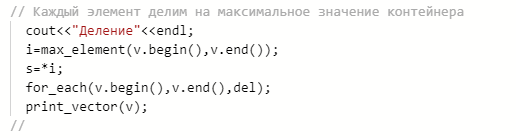 // Каждый элемент делим на максимальное значение контейнера
cout<<"Деление"<<endl;
i=max_element(v.begin(),v.end());
s=*i;
for_each(v.begin(),v.end(),del);
print_vector(v);
//